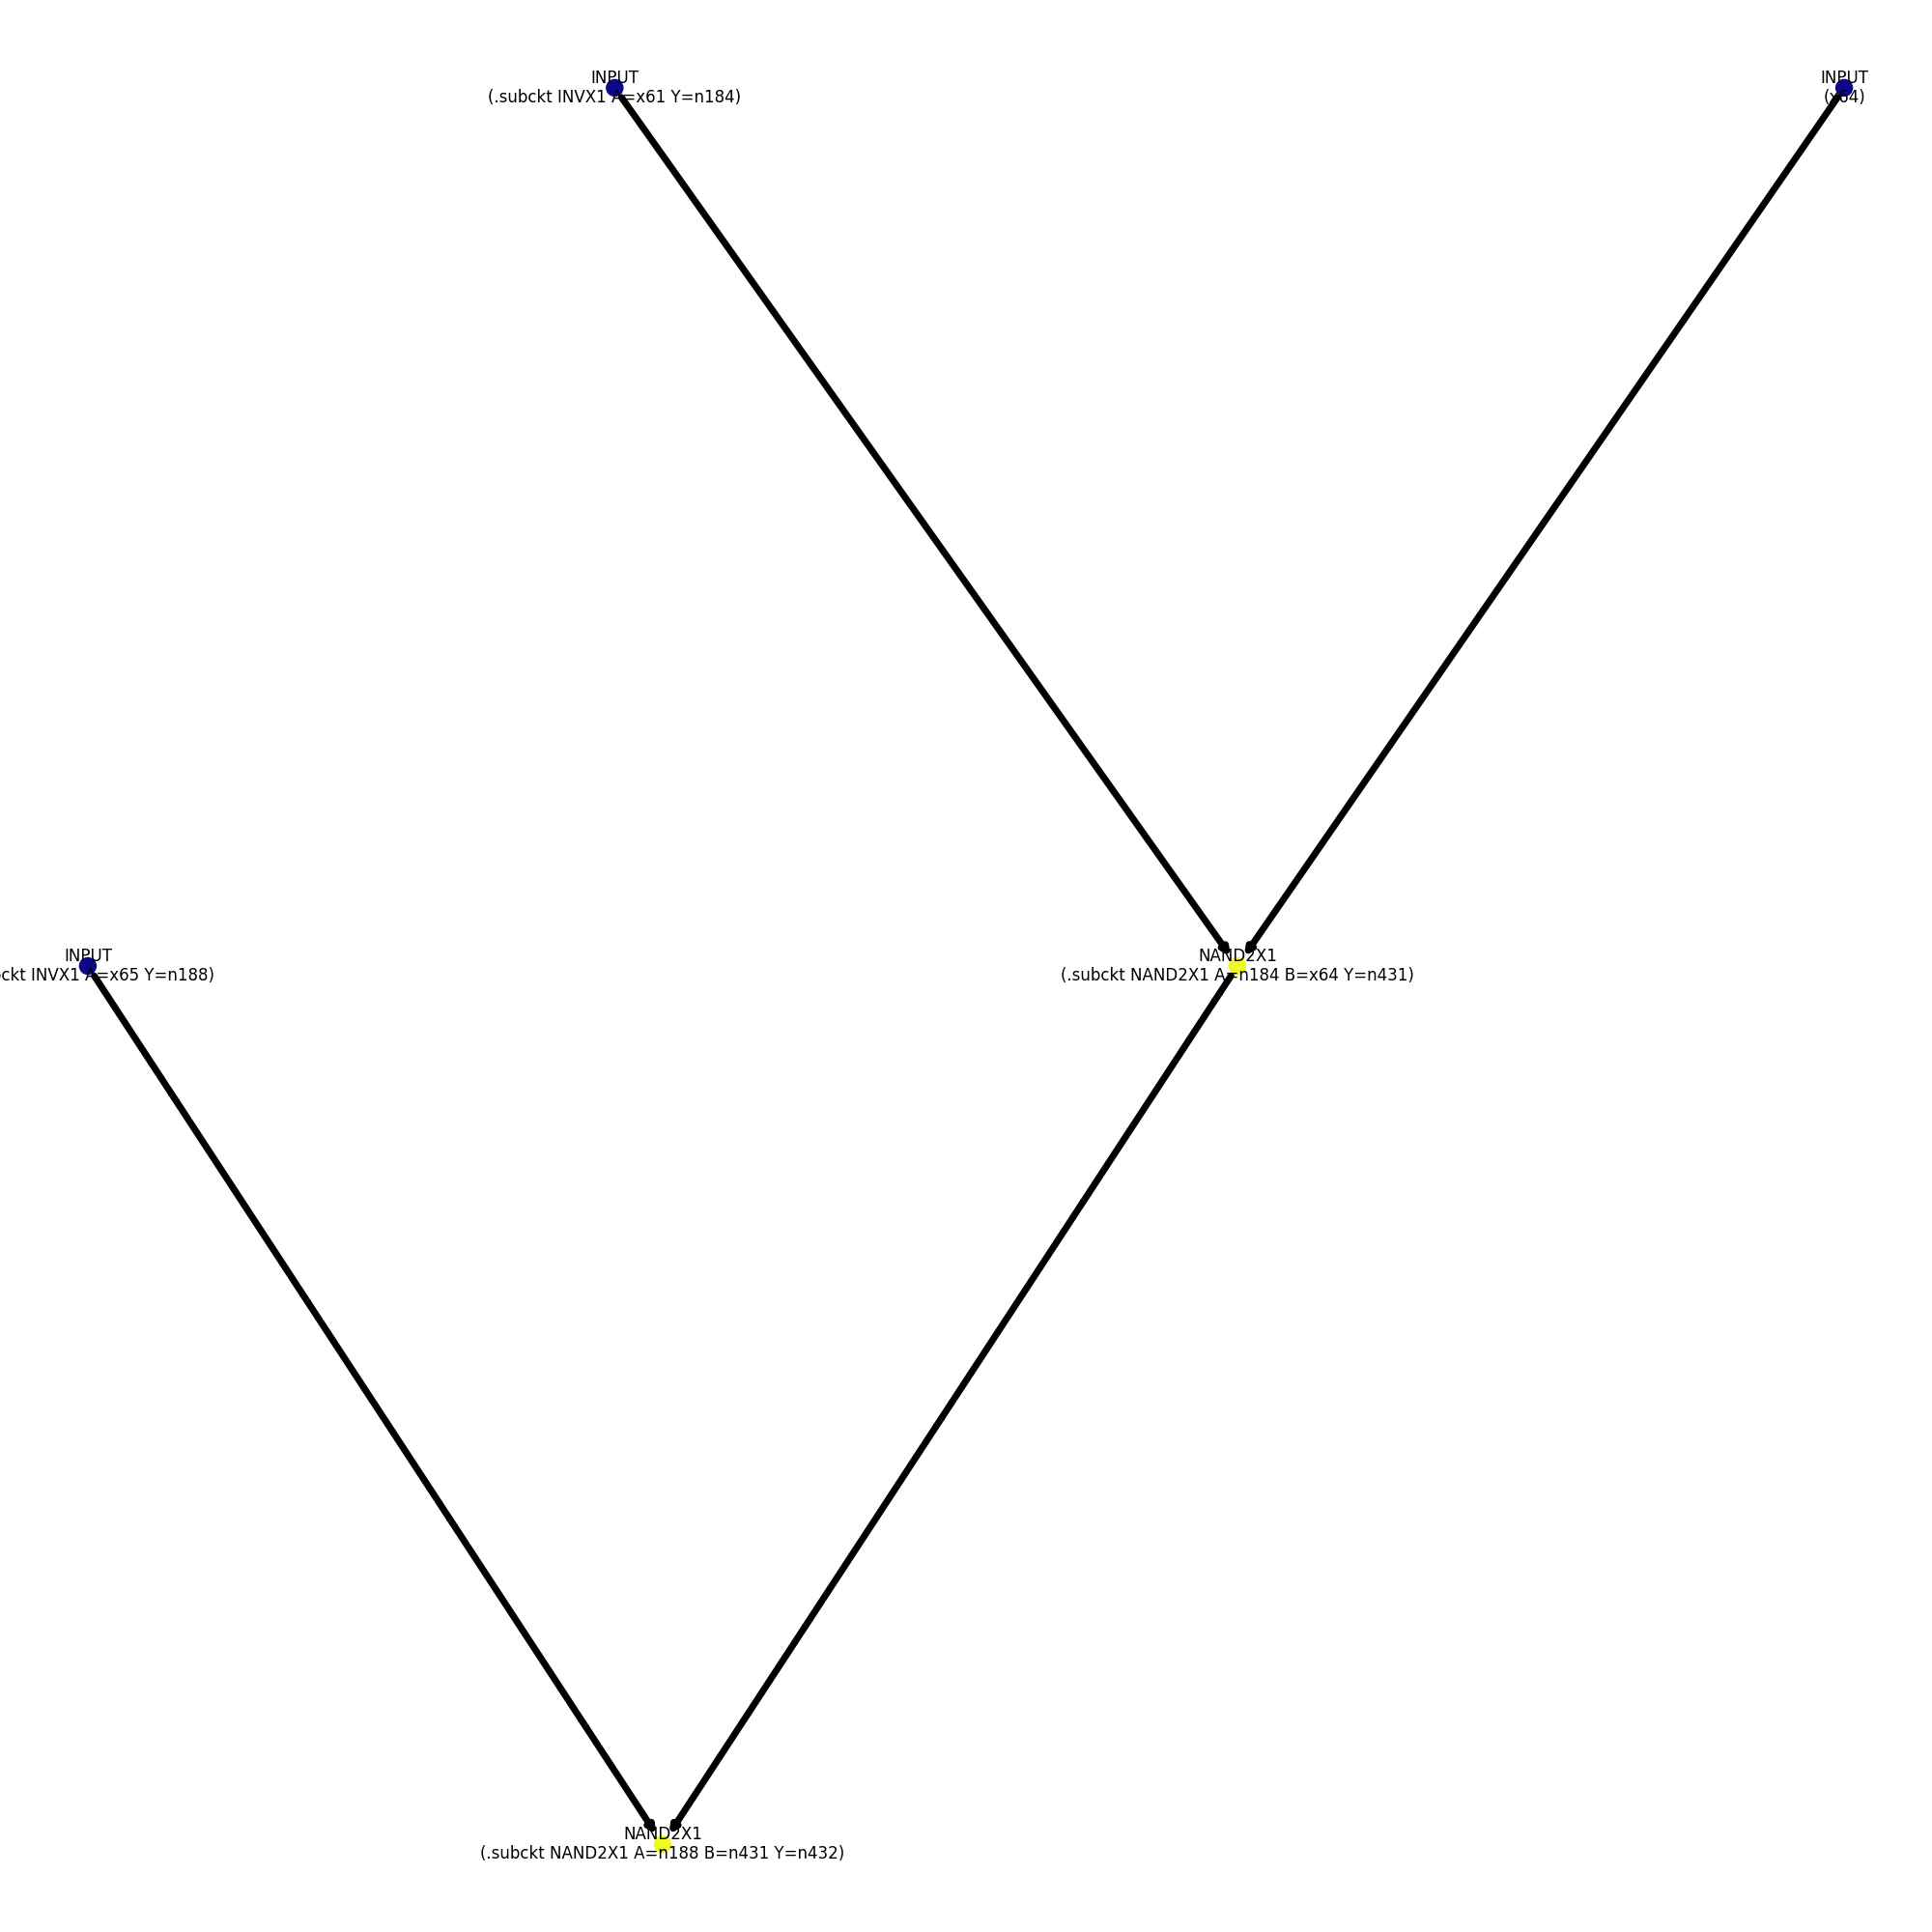 INPUT
(.subckt INVX1 A=x61 Y=n184)
INPUT
(x64)
INPUT
INVX1 A=x65 Y=n188)
NAND2X1
(.subckt NAND2X1 A=n184 B=x64 Y=n431)
NAND2X1
(.subckt NAND2X1 A=n188 B=n431 Y=n432)